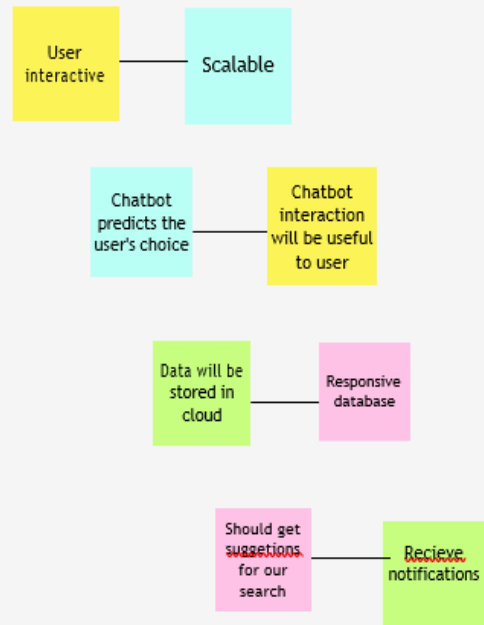 User
interactive
Scalable
Chatbot
predicts the
user's choice
Chatbot
interaction
will be useful
to user
Data will be
stored in
cloud
Responsive
database
Should get
suggetions
for our
search
Recieve
notifications